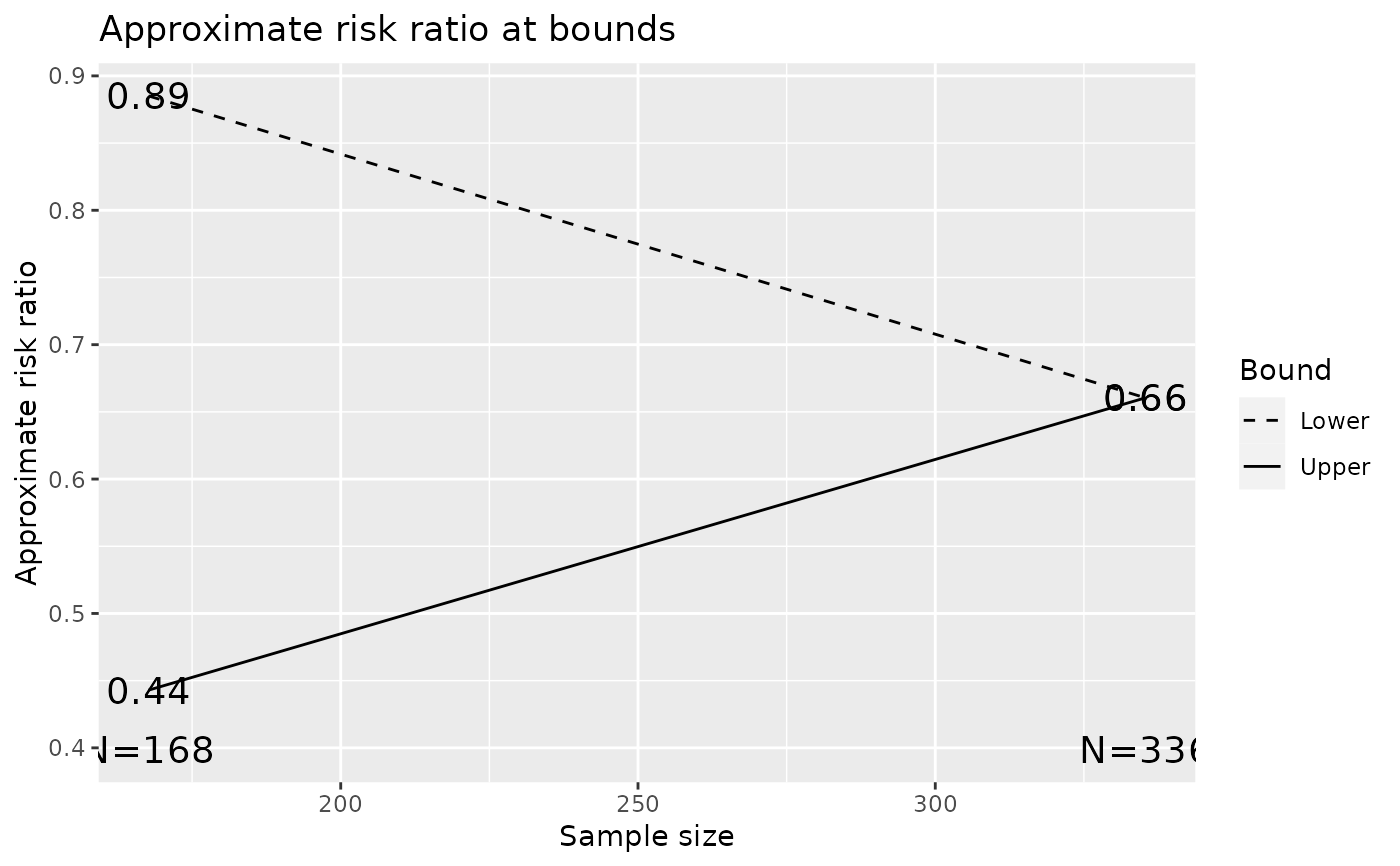 Approximate risk ratio at bounds
Approximate risk ratio
0.9
0.8
0.7
0.6
0.5
0.4
0.89
0.66
0.44
N=168
N=336
200
250
300
Sample size
Bound
Lower
Upper